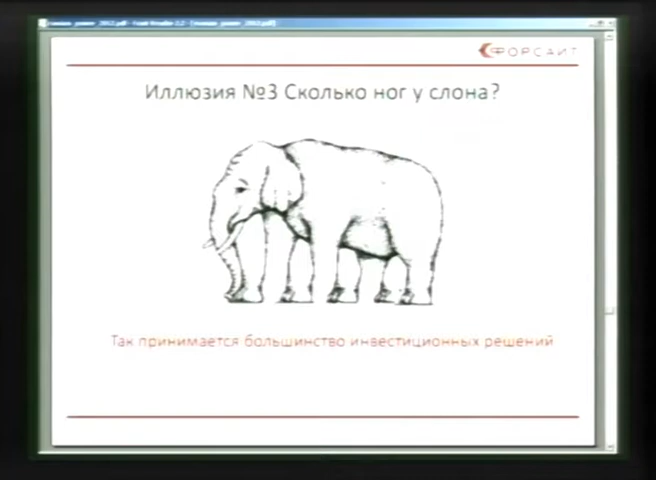 ФОРСАЙТ
Иллюзия №3 Сколько ног у слона?
Так принимается большинство инвестиционных решений